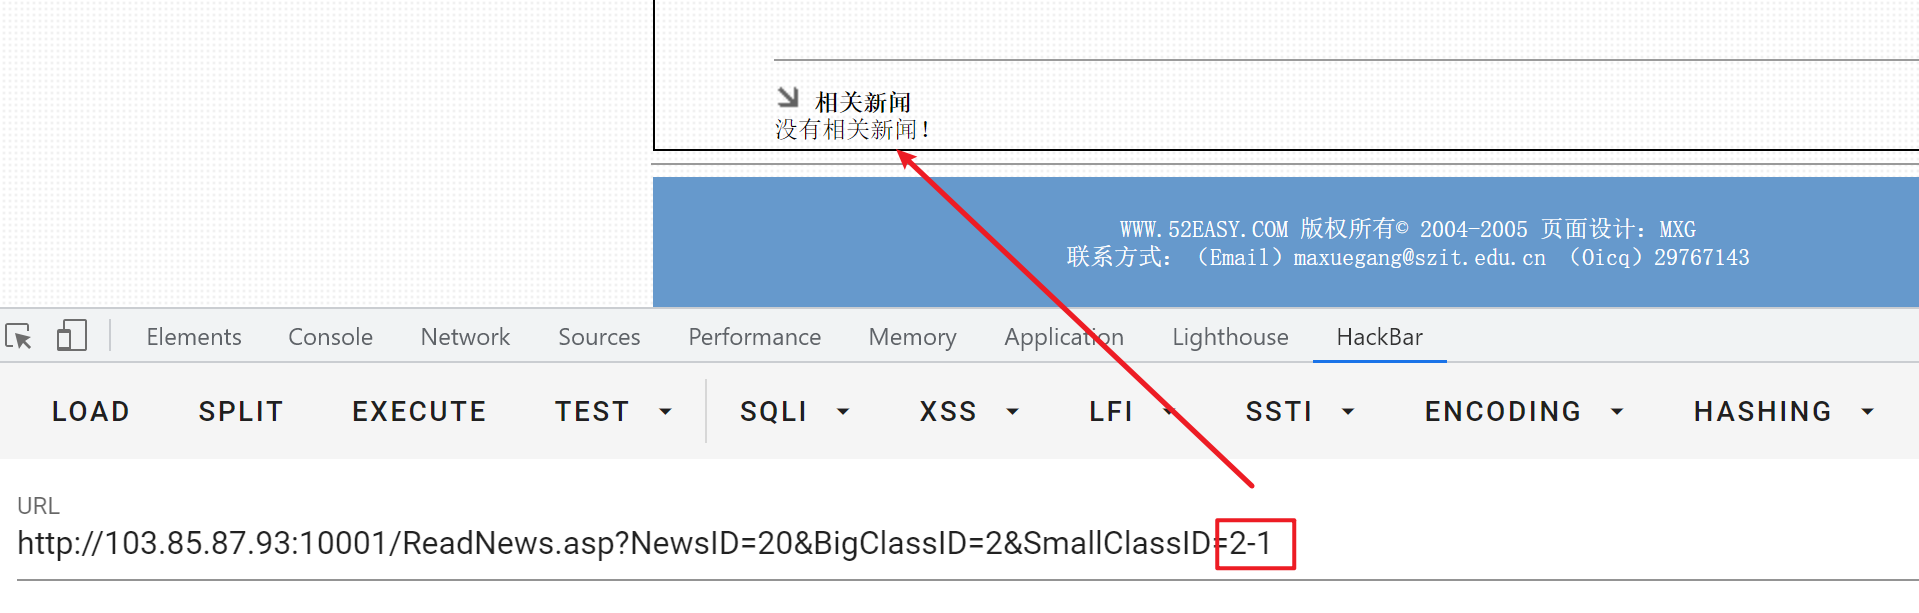 相关新闻
没有相关新闻！
WWW.52EASY.COM 版权所有© 2004-2005 页面设计：MXG
联系方式：（Email）maxuegang@szit.edu.cn （Oicq）29767143
Elements Console Network Sources Performance Memory Application Lighthouse HackBar
LOAD SPLIT EXECUTE TEST SQLI XSS LFI SSTI ENCODING HASHING
URL
http://103.85.87.93:10001/ReadNews.asp?NewsID=20&BigClassID=2&SmallClassID=2-1